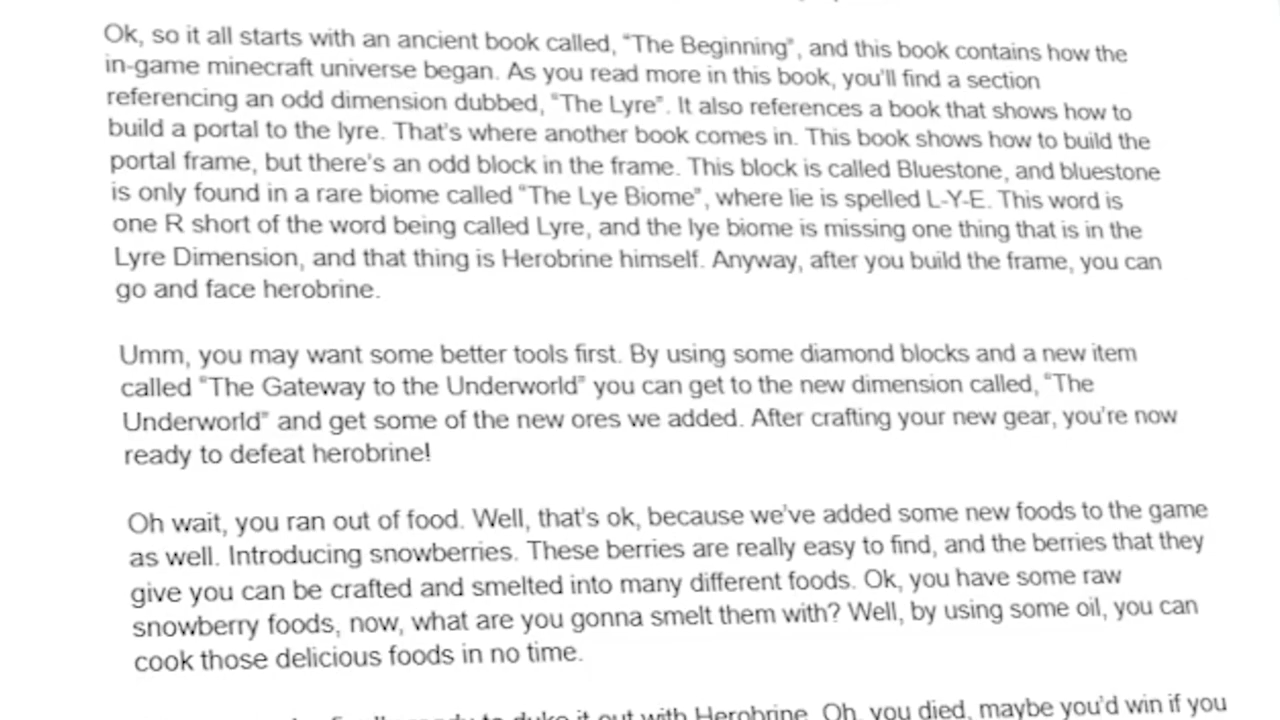 Ok, so it all starts with an ancient book called, “The Beginning”, and this book contains how the
in-game minecraft universe began. As you read more in this book, you’ll find a section
referencing an odd dimension dubbed, “The Lyre”. It also references a book that shows how to
build a portal to the lyre. That’s where another book comes in. This book shows how to build the
portal frame, but there’s an odd block in the frame. This block is called Bluestone, and bluestone
is only found in a rare biome called “The Lye Biome”, where lie is spelled L-Y-E. This word is
one R short of the word being called Lyre, and the lye biome is missing one thing that is in the
Lyre Dimension, and that thing is Herobrine himself. Anyway, after you build the frame, you can
go and face herobrine.
Umm, you may want some better tools first. By using some diamond blocks and a new item
called “The Gateway to the Underworld” you can get to the new dimension called, “The
Underworld” and get some of the new ores we added. After crafting your new gear, you’re now
ready to defeat herobrine!
Oh wait, you ran out of food. Well, that’s ok, because we’ve added some new foods to the game
as well. Introducing snowberries. These berries are really easy to find, and the berries that they
give you can be crafted and smelted into many different foods. Ok, you have some raw
snowberry foods, now, what are you gonna smelt them with? Well, by using some oil, you can
cook those delicious foods in no time.
finally ready to duke it out with Herobrine. Oh, you died, maybe you’d win if you